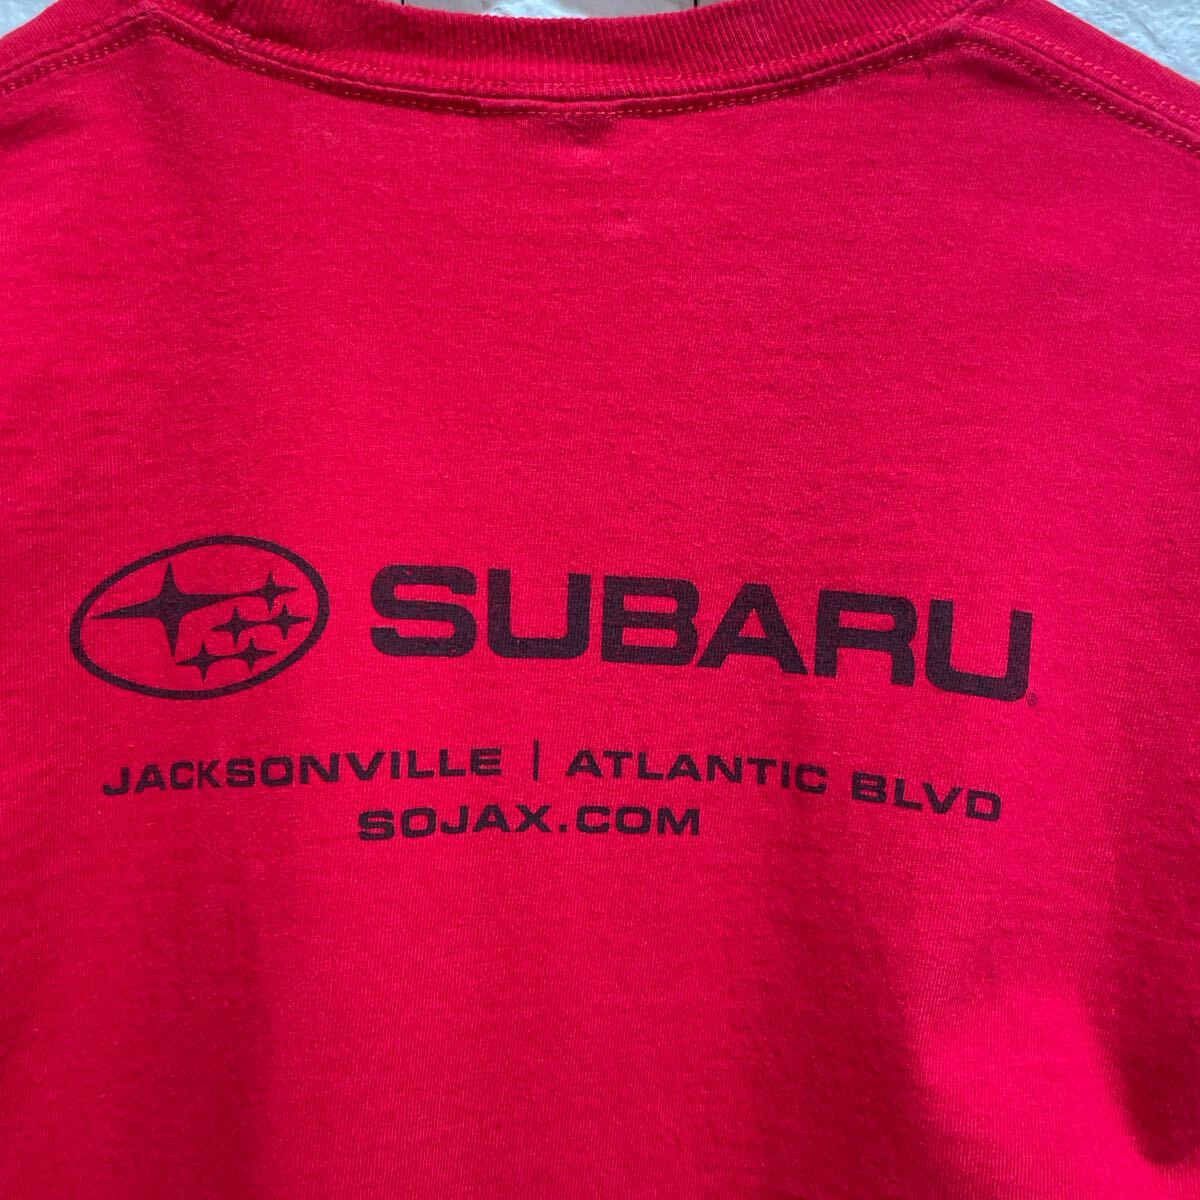 SUBARU®
JACKSONVILLE | ATLANTIC BLVD
SOJAX.COM